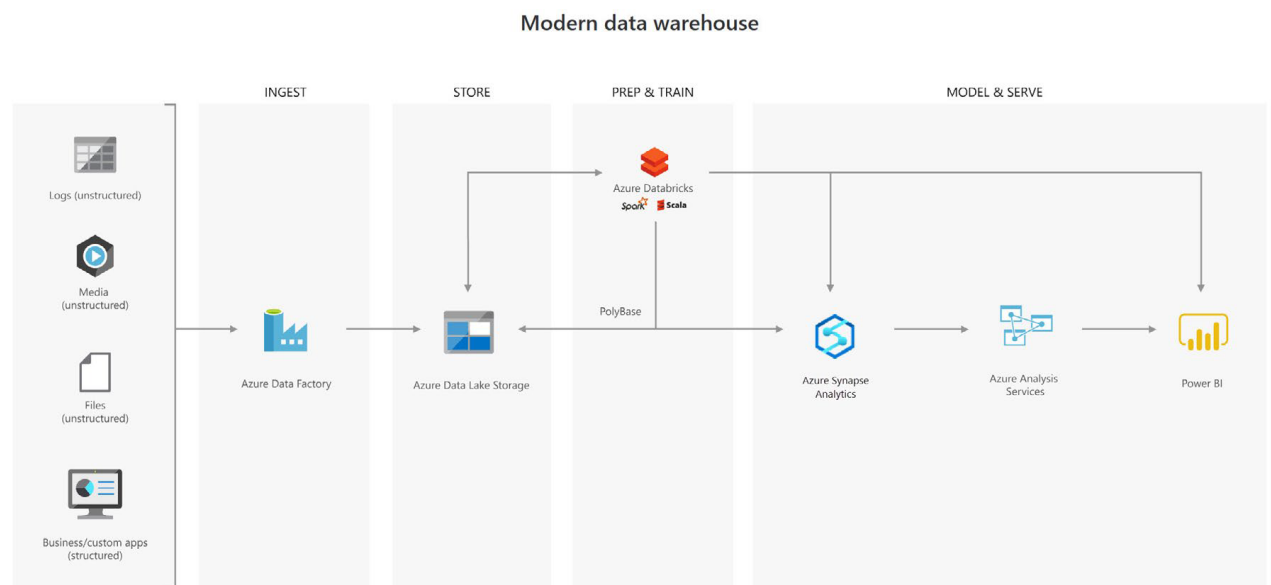 Modern data warehouse
INGEST
STORE
PREP & TRAIN
MODEL & SERVE
Logs (unstructured)
Media
(unstructured)
Files
(unstructured)
Business/custom apps
(structured)
Azure Data Factory
Azure Data Lake Storage
Azure Databricks
Spark Scala
PolyBase
Azure Synapse
Analytics
Azure Analysis
Services
Power BI